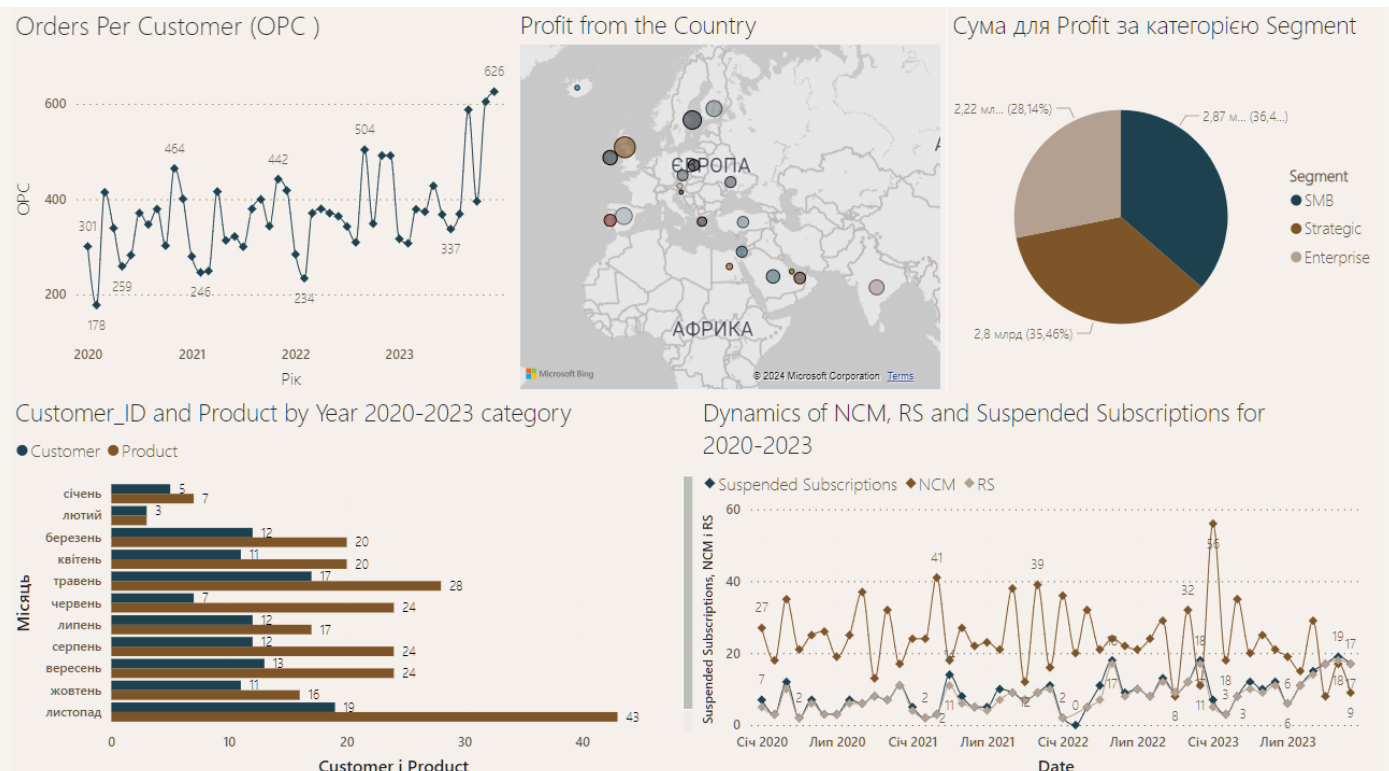 Orders Per Customer (OPC )
600
400
200
OPC
301
178
259
464
246
442
234
504
337
626
2020
2021
2022
2023
Рік
Profit from the Country
ЄВРОПА
АФРИКА
Microsoft Bing
© 2024 Microsoft Corporation Terms
Сума для Profit за категорією Segment
2,22 мл... (28,14%)
2,87 м... (36,4...)
2,8 млрд (35,46%)
Segment
SMB
Strategic
Enterprise
Customer_ID and Product by Year 2020-2023 category
Customer Product
Місяць
січень 5 7
лютий 3
березень 12 20
квітень 11 20
травень 17 28
червень 7 24
липень 12 17
серпень 12 24
вересень 13 24
жовтень 11 16
листопад 19 43
0 10 20 30 40
Customer і Product
Dynamics of NCM, RS and Suspended Subscriptions for
2020-2023
Suspended Subscriptions NCM RS
Suspended Subscriptions, NCM і RS
60
40
20
0
27
7
2
41
2
2
11
39
12
2
0
17
32
8
18
11
56
18
3
3
6
6
19
17
18
17
9
Січ 2020 Лип 2020 Січ 2021 Лип 2021 Січ 2022 Лип 2022 Січ 2023 Лип 2023
Date